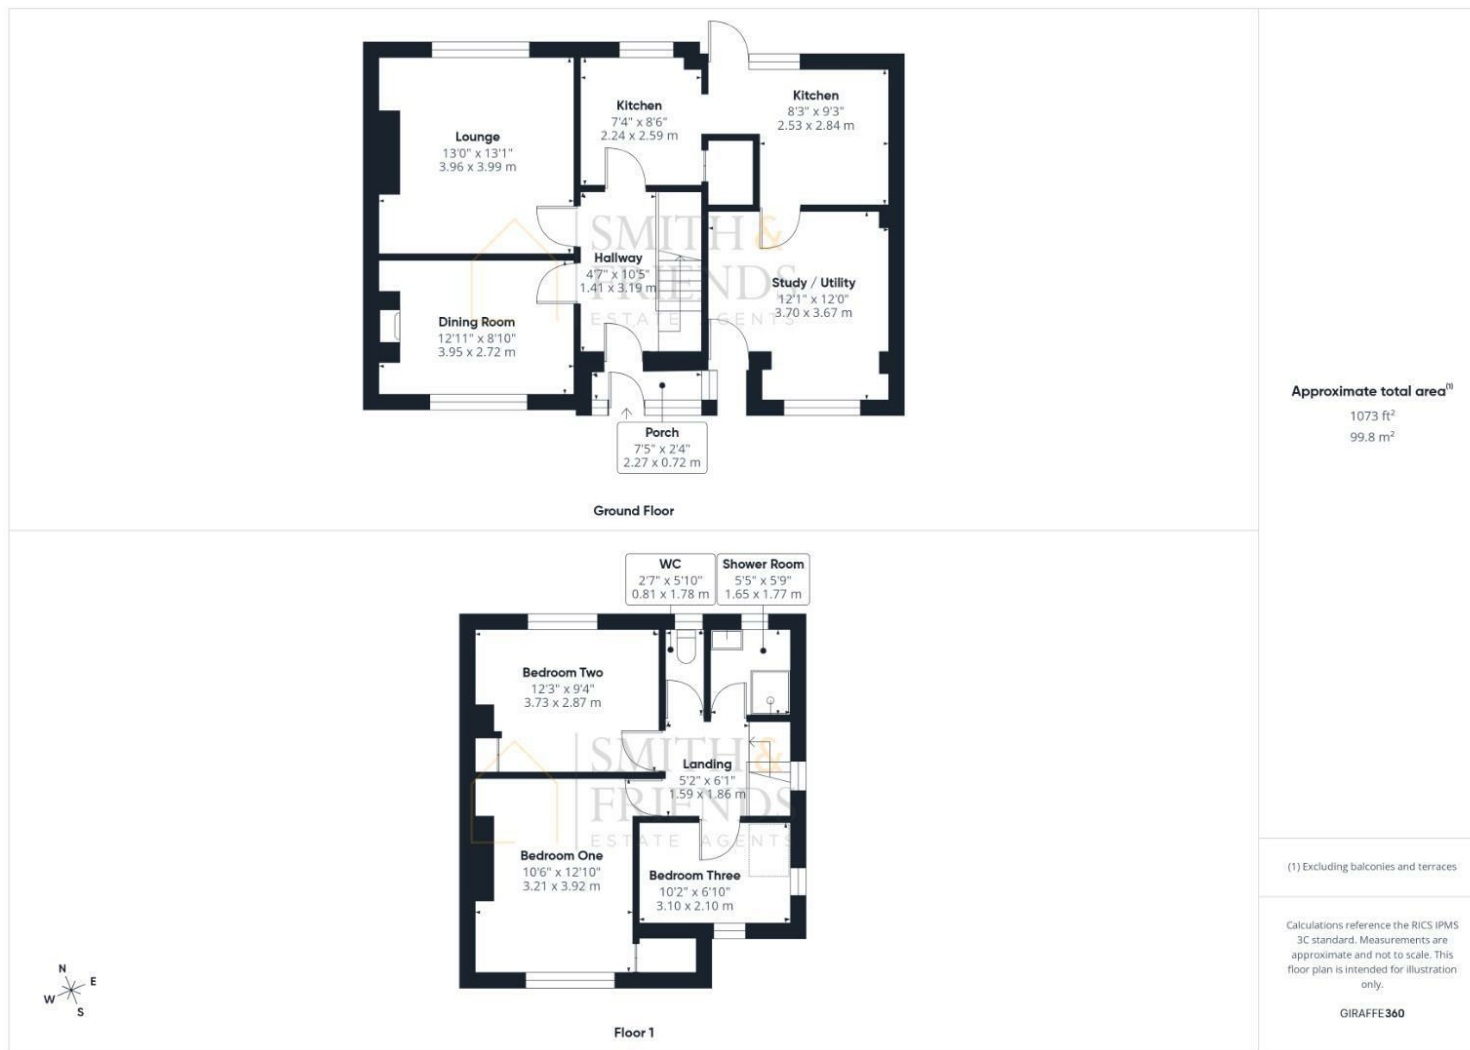 Lounge
13'0" x 13'1"
3.96 x 3.99 m
Kitchen
7'4" x 8'6"
2.24 x 2.59 m
Kitchen
8'3" x 9'3"
2.53 x 2.84 m
SMITH &
FRIENDS
ESTATE AGENTS
Hallway
4'7" x 10'5"
1.41 x 3.19 m
Study / Utility
12'1" x 12'0"
3.70 x 3.67 m
Dining Room
12'11" x 8'10"
3.95 x 2.72 m
Porch
7'5" x 2'4"
2.27 x 0.72 m
Ground Floor
Approximate total area(1)
1073 ft²
99.8 m²
WC
2'7" x 5'10"
0.81 x 1.78 m
Shower Room
5'5" x 5'9"
1.65 x 1.77 m
Bedroom Two
12'3" x 9'4"
3.73 x 2.87 m
SMITH &
FRIENDS
ESTATE AGENTS
Landing
5'2" x 6'1"
1.59 x 1.86 m
Bedroom One
10'6" x 12'10"
3.21 x 3.92 m
Bedroom Three
10'2" x 6'10"
3.10 x 2.10 m
N
E
W
S
Floor 1
(1) Excluding balconies and terraces
Calculations reference the RICS IPMS
3C standard. Measurements are
approximate and not to scale. This
floor plan is intended for illustration
only.
GIRAFFE360